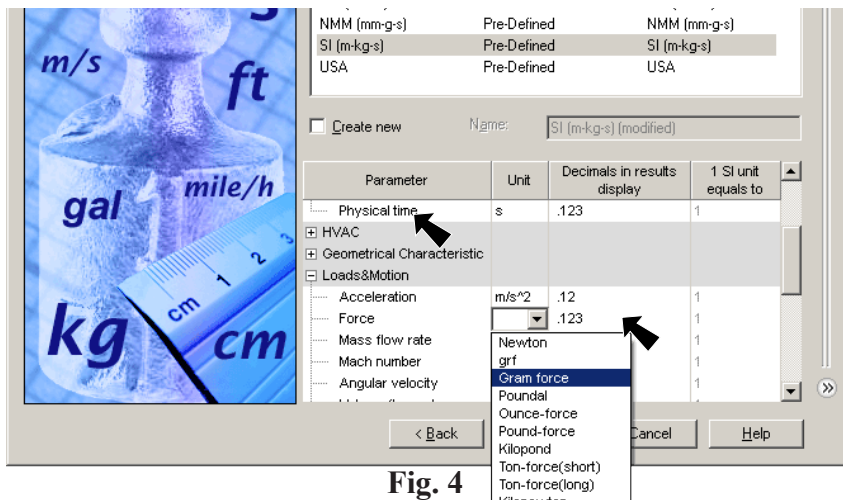 NMM (mm-g-s) Pre-Defined NMM (mm-g-s)
SI (m-kg-s) Pre-Defined SI (m-kg-s)
USA Pre-Defined USA
m/s
ft
gal
mile/h
kg
cm
1 2 3
cm
Create new Name: SI (m-kg-s) (modified)
Parameter Unit Decimals in results display 1 SI unit equals to
Physical time s .123 1
HVAC
Geometrical Characteristic
Loads&Motion
Acceleration m/s^2 .12 1
Force .123 1
Mass flow rate 1
Mach number 1
Angular velocity 1
Newton
grf
Gram force
Poundal
Ounce-force
Pound-force
Kilopond
Ton-force(short)
Ton-force(long)
< Back Cancel Help
Fig. 4